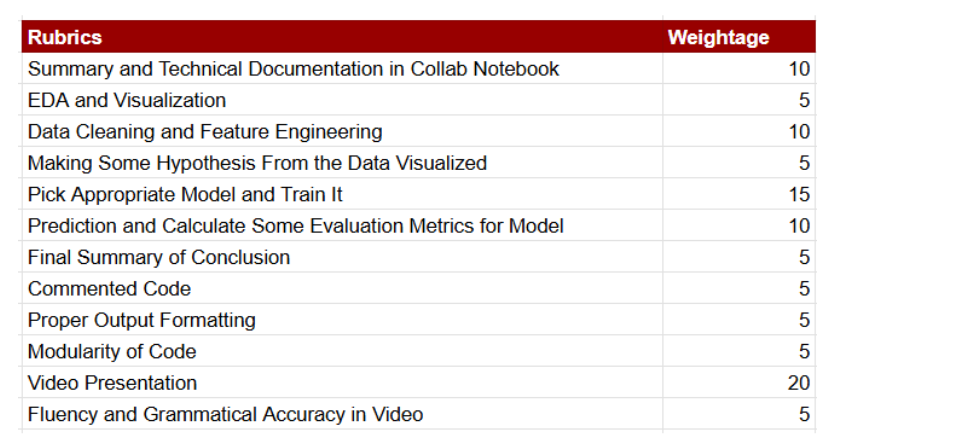 Rubrics Weightage
Summary and Technical Documentation in Collab Notebook 10
EDA and Visualization 5
Data Cleaning and Feature Engineering 10
Making Some Hypothesis From the Data Visualized 5
Pick Appropriate Model and Train It 15
Prediction and Calculate Some Evaluation Metrics for Model 10
Final Summary of Conclusion 5
Commented Code 5
Proper Output Formatting 5
Modularity of Code 5
Video Presentation 20
Fluency and Grammatical Accuracy in Video 5